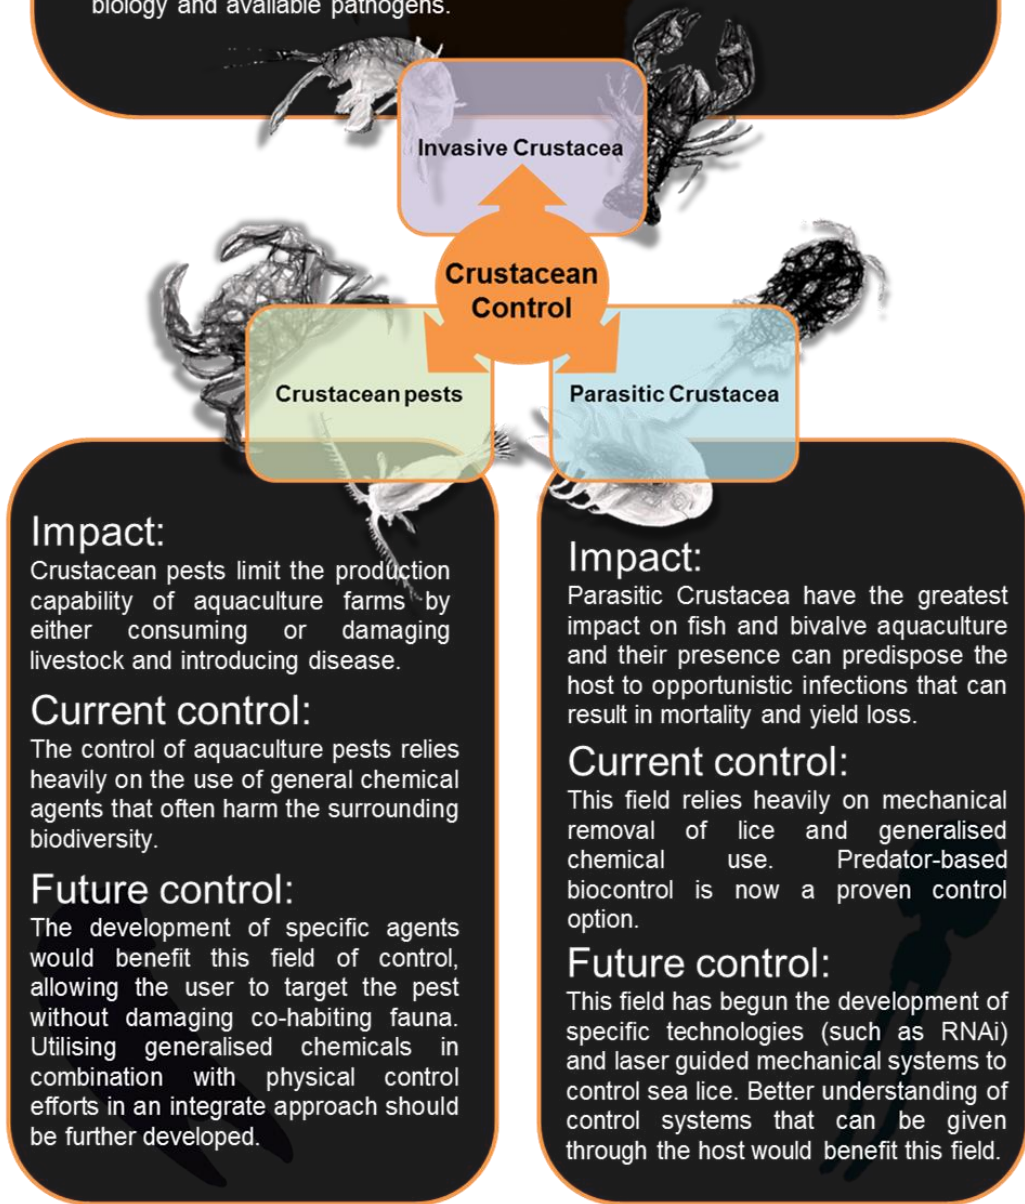 biology and available pathogens.
Invasive Crustacea
Crustacean
Control
Crustacean pests
Parasitic Crustacea
Impact:
Crustacean pests limit the production
capability of aquaculture farms by
either consuming or damaging
livestock and introducing disease.
Current control:
The control of aquaculture pests relies
heavily on the use of general chemical
agents that often harm the surrounding
biodiversity.
Future control:
The development of specific agents
would benefit this field of control,
allowing the user to target the pest
without damaging co-habiting fauna.
Utilising generalised chemicals in
combination with physical control
efforts in an integrate approach should
be further developed.
Impact:
Parasitic Crustacea have the greatest
impact on fish and bivalve aquaculture
and their presence can predispose the
host to opportunistic infections that can
result in mortality and yield loss.
Current control:
This field relies heavily on mechanical
removal of lice and generalised
chemical use. Predator-based
biocontrol is now a proven control
option.
Future control:
This field has begun the development of
specific technologies (such as RNAi)
and laser guided mechanical systems to
control sea lice. Better understanding of
control systems that can be given
through the host would benefit this field.